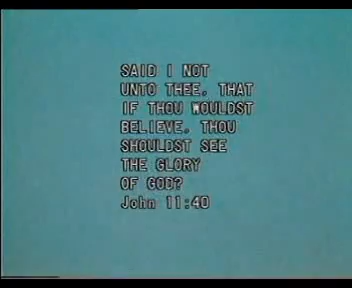 SAID I NOT
UNTO THEE, THAT
IF THOU WOULDST
BELIEVE, THOU
SHOULDST SEE
THE GLORY
OF GOD?
John 11:40